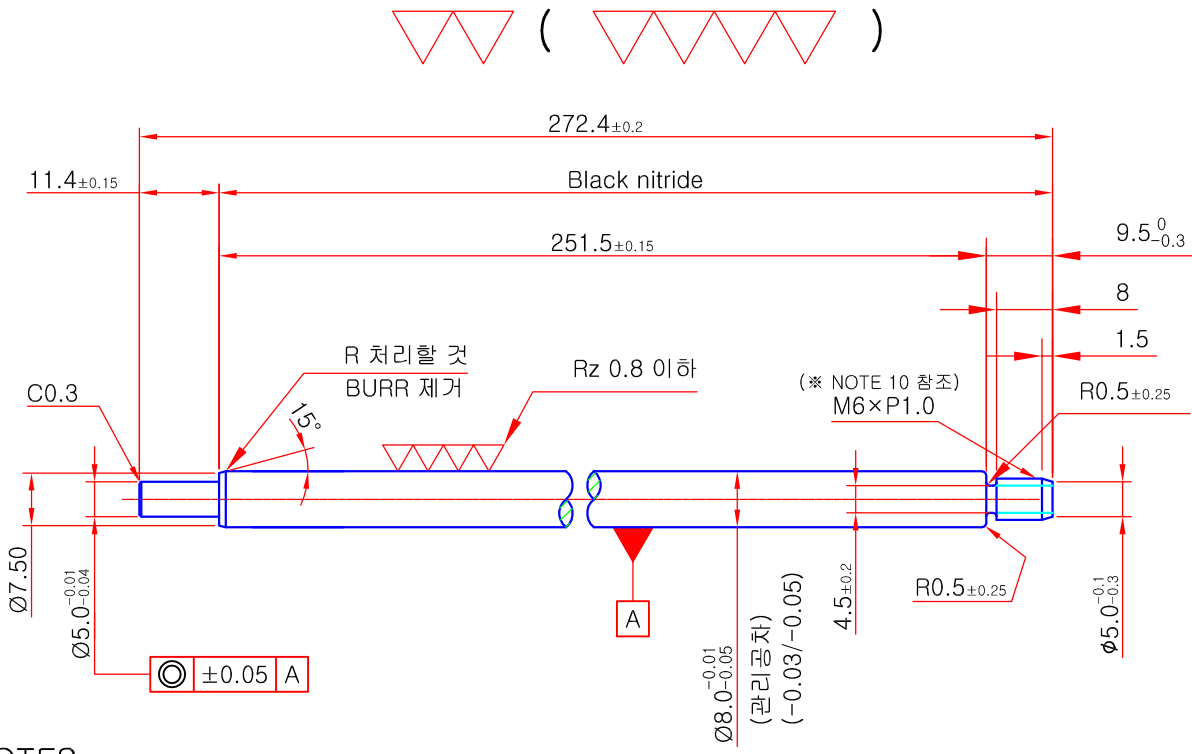 ( )
272.4±0.2
11.4±0.15
Black nitride
251.5±0.15
9.5 0 -0.3
8
1.5
R 처리할 것
BURR 제거
Rz 0.8 이하
(※ NOTE 10 참조)
M6×P1.0
R0.5±0.25
C0.3
15°
Ø7.50
Ø5.0 -0.01 -0.04
±0.05 A
A
Ø8.0 -0.01 -0.05
(관리공차)
(-0.03/-0.05)
4.5±0.2
R0.5±0.25
ϕ5.0 -0.1 -0.3